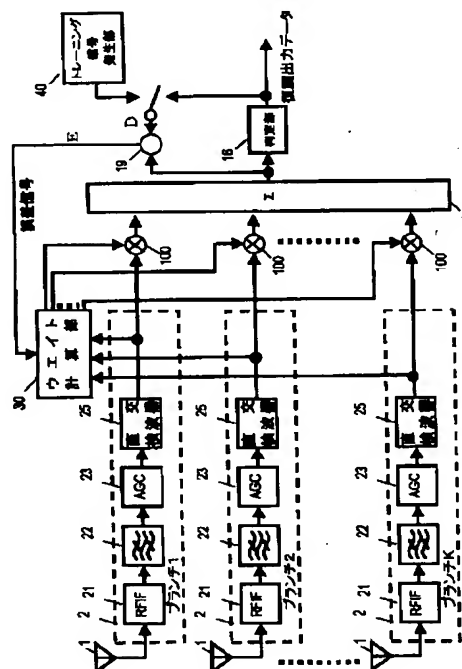 40
トレーニング
信号
発生部
E
D
誤差信号
19
復調出力データ
16
判定部
Σ
100
100
100
30
ウエイト
計算部
25
直交
検波器
23
AGC
22
21
RF/IF
2
1
ブランチ1
25
直交
検波器
23
AGC
22
21
RF/IF
2
1
ブランチ2
25
直交
検波器
23
AGC
22
21
RF/IF
2
1
ブランチK